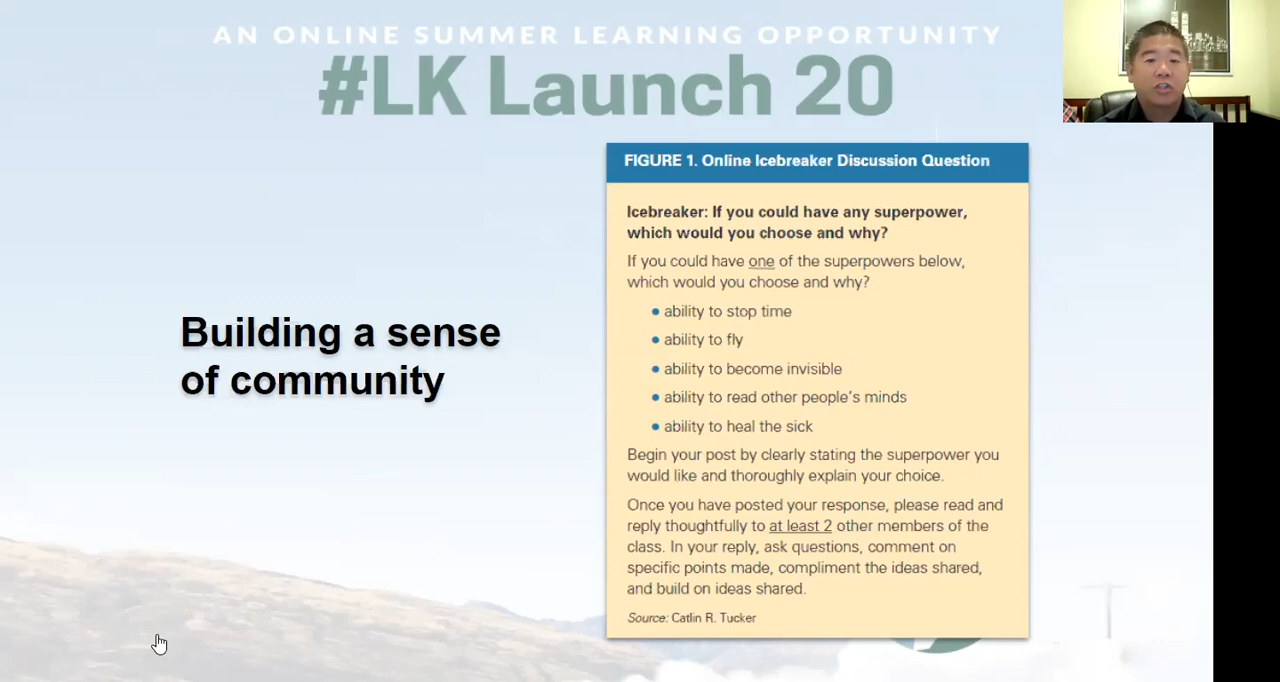 AN ONLINE SUMMER LEARNING OPPORTUNITY
#LK Launch 20
FIGURE 1. Online Icebreaker Discussion Question
Icebreaker: If you could have any superpower,
which would you choose and why?
If you could have one of the superpowers below,
which would you choose and why?
• ability to stop time
• ability to fly
• ability to become invisible
• ability to read other people's minds
• ability to heal the sick
Begin your post by clearly stating the superpower you
would like and thoroughly explain your choice.
Once you have posted your response, please read and
reply thoughtfully to at least 2 other members of the
class. In your reply, ask questions, comment on
specific points made, compliment the ideas shared,
and build on ideas shared.
Source: Catlin R. Tucker
Building a sense
of community